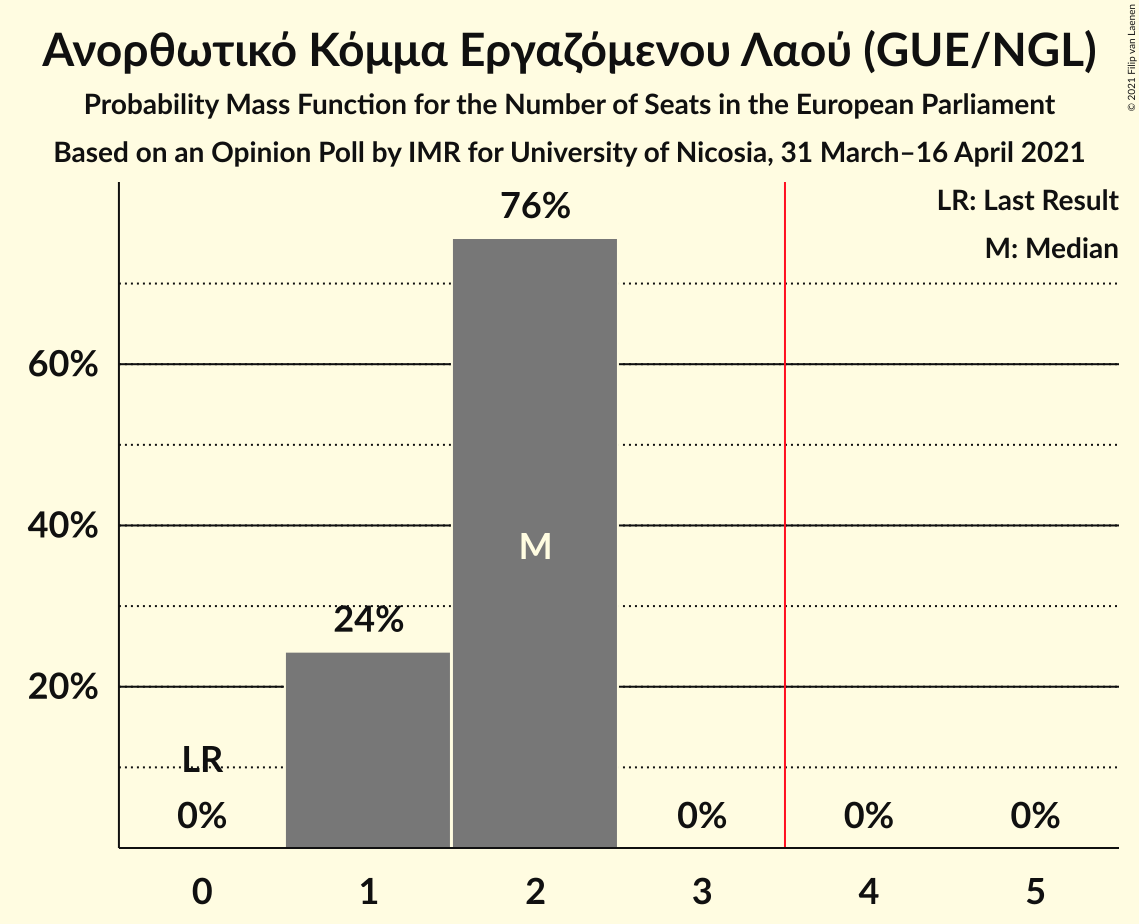 Ανορθωτικό Κόμμα Εργαζόμενου Λαού (GUE/NGL)
Probability Mass Function for the Number of Seats in the European Parliament
Based on an Opinion Poll by IMR for University of Nicosia, 31 March–16 April 2021
© 2021 Filip van Laenen
LR: Last Result
M: Median
76%
60%
40%
M
24%
20%
LR
0%
0%
0%
0%
0
1
2
3
4
5